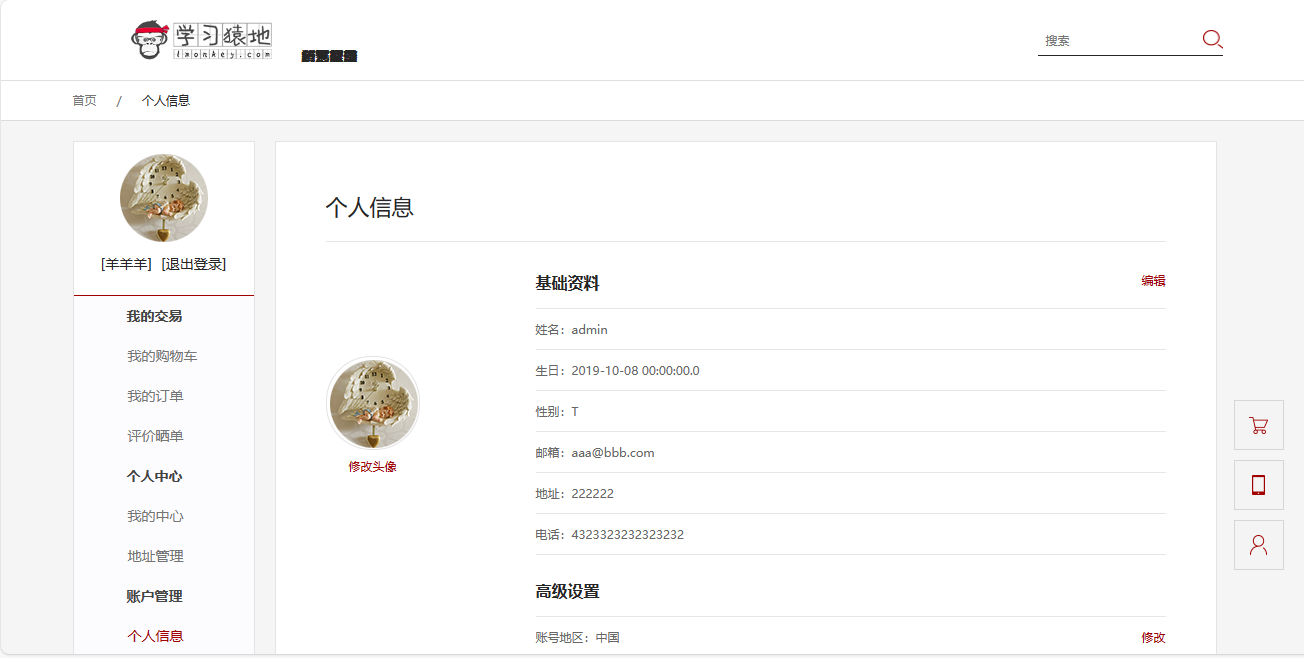 学习猿地
lmonkey.com
搜索
首页 / 个人信息
[羊羊羊] [退出登录]
我的交易
我的购物车
我的订单
评价晒单
个人中心
我的中心
地址管理
账户管理
个人信息
个人信息
修改头像
基础资料 编辑
姓名：admin
生日：2019-10-08 00:00:00.0
性别：T
邮箱：aaa@bbb.com
地址：222222
电话：4323323232323232
高级设置
账号地区：中国 修改